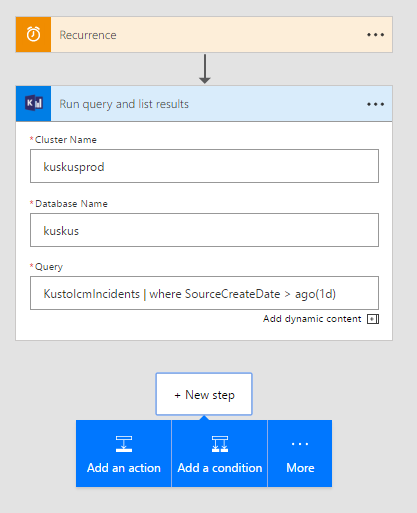 Recurrence
Run query and list results
*Cluster Name
kuskusprod
*Database Name
kuskus
*Query
KustoIcmIncidents | where SourceCreateDate > ago(1d)
Add dynamic content
+ New step
Add an action Add a condition More